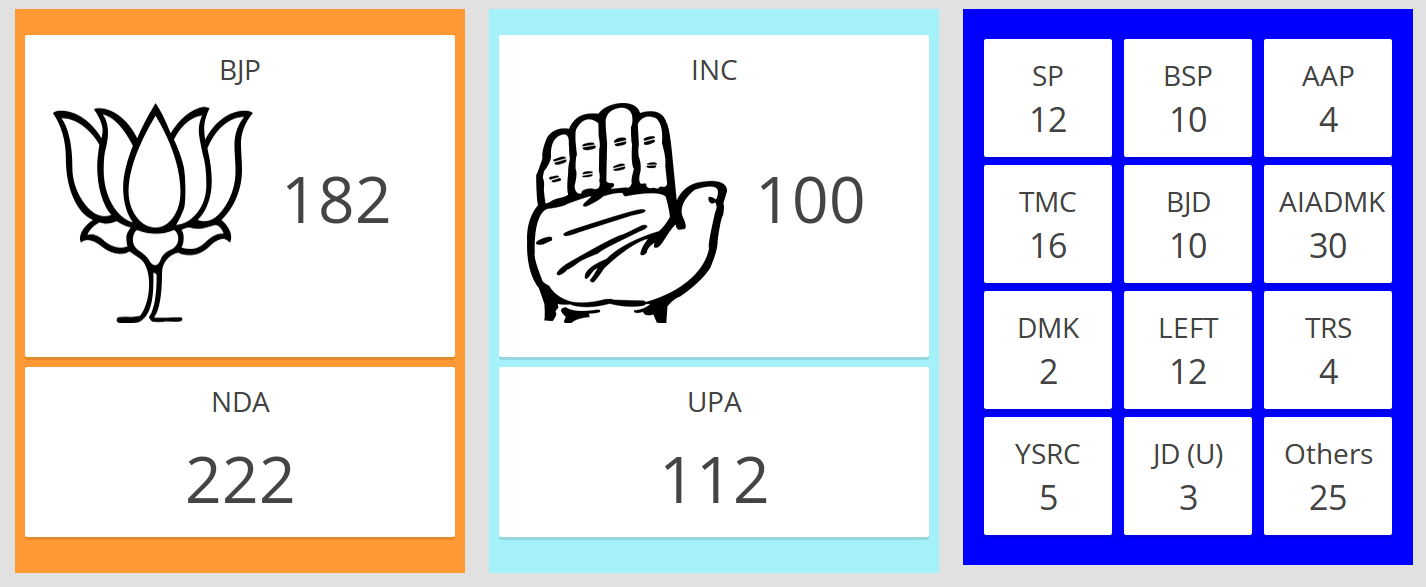 BJP
182
NDA
222
INC
100
UPA
112
SP
12
BSP
10
AAP
4
TMC
16
BJD
10
AIADMK
30
DMK
2
LEFT
12
TRS
4
YSRC
5
JD (U)
3
Others
25